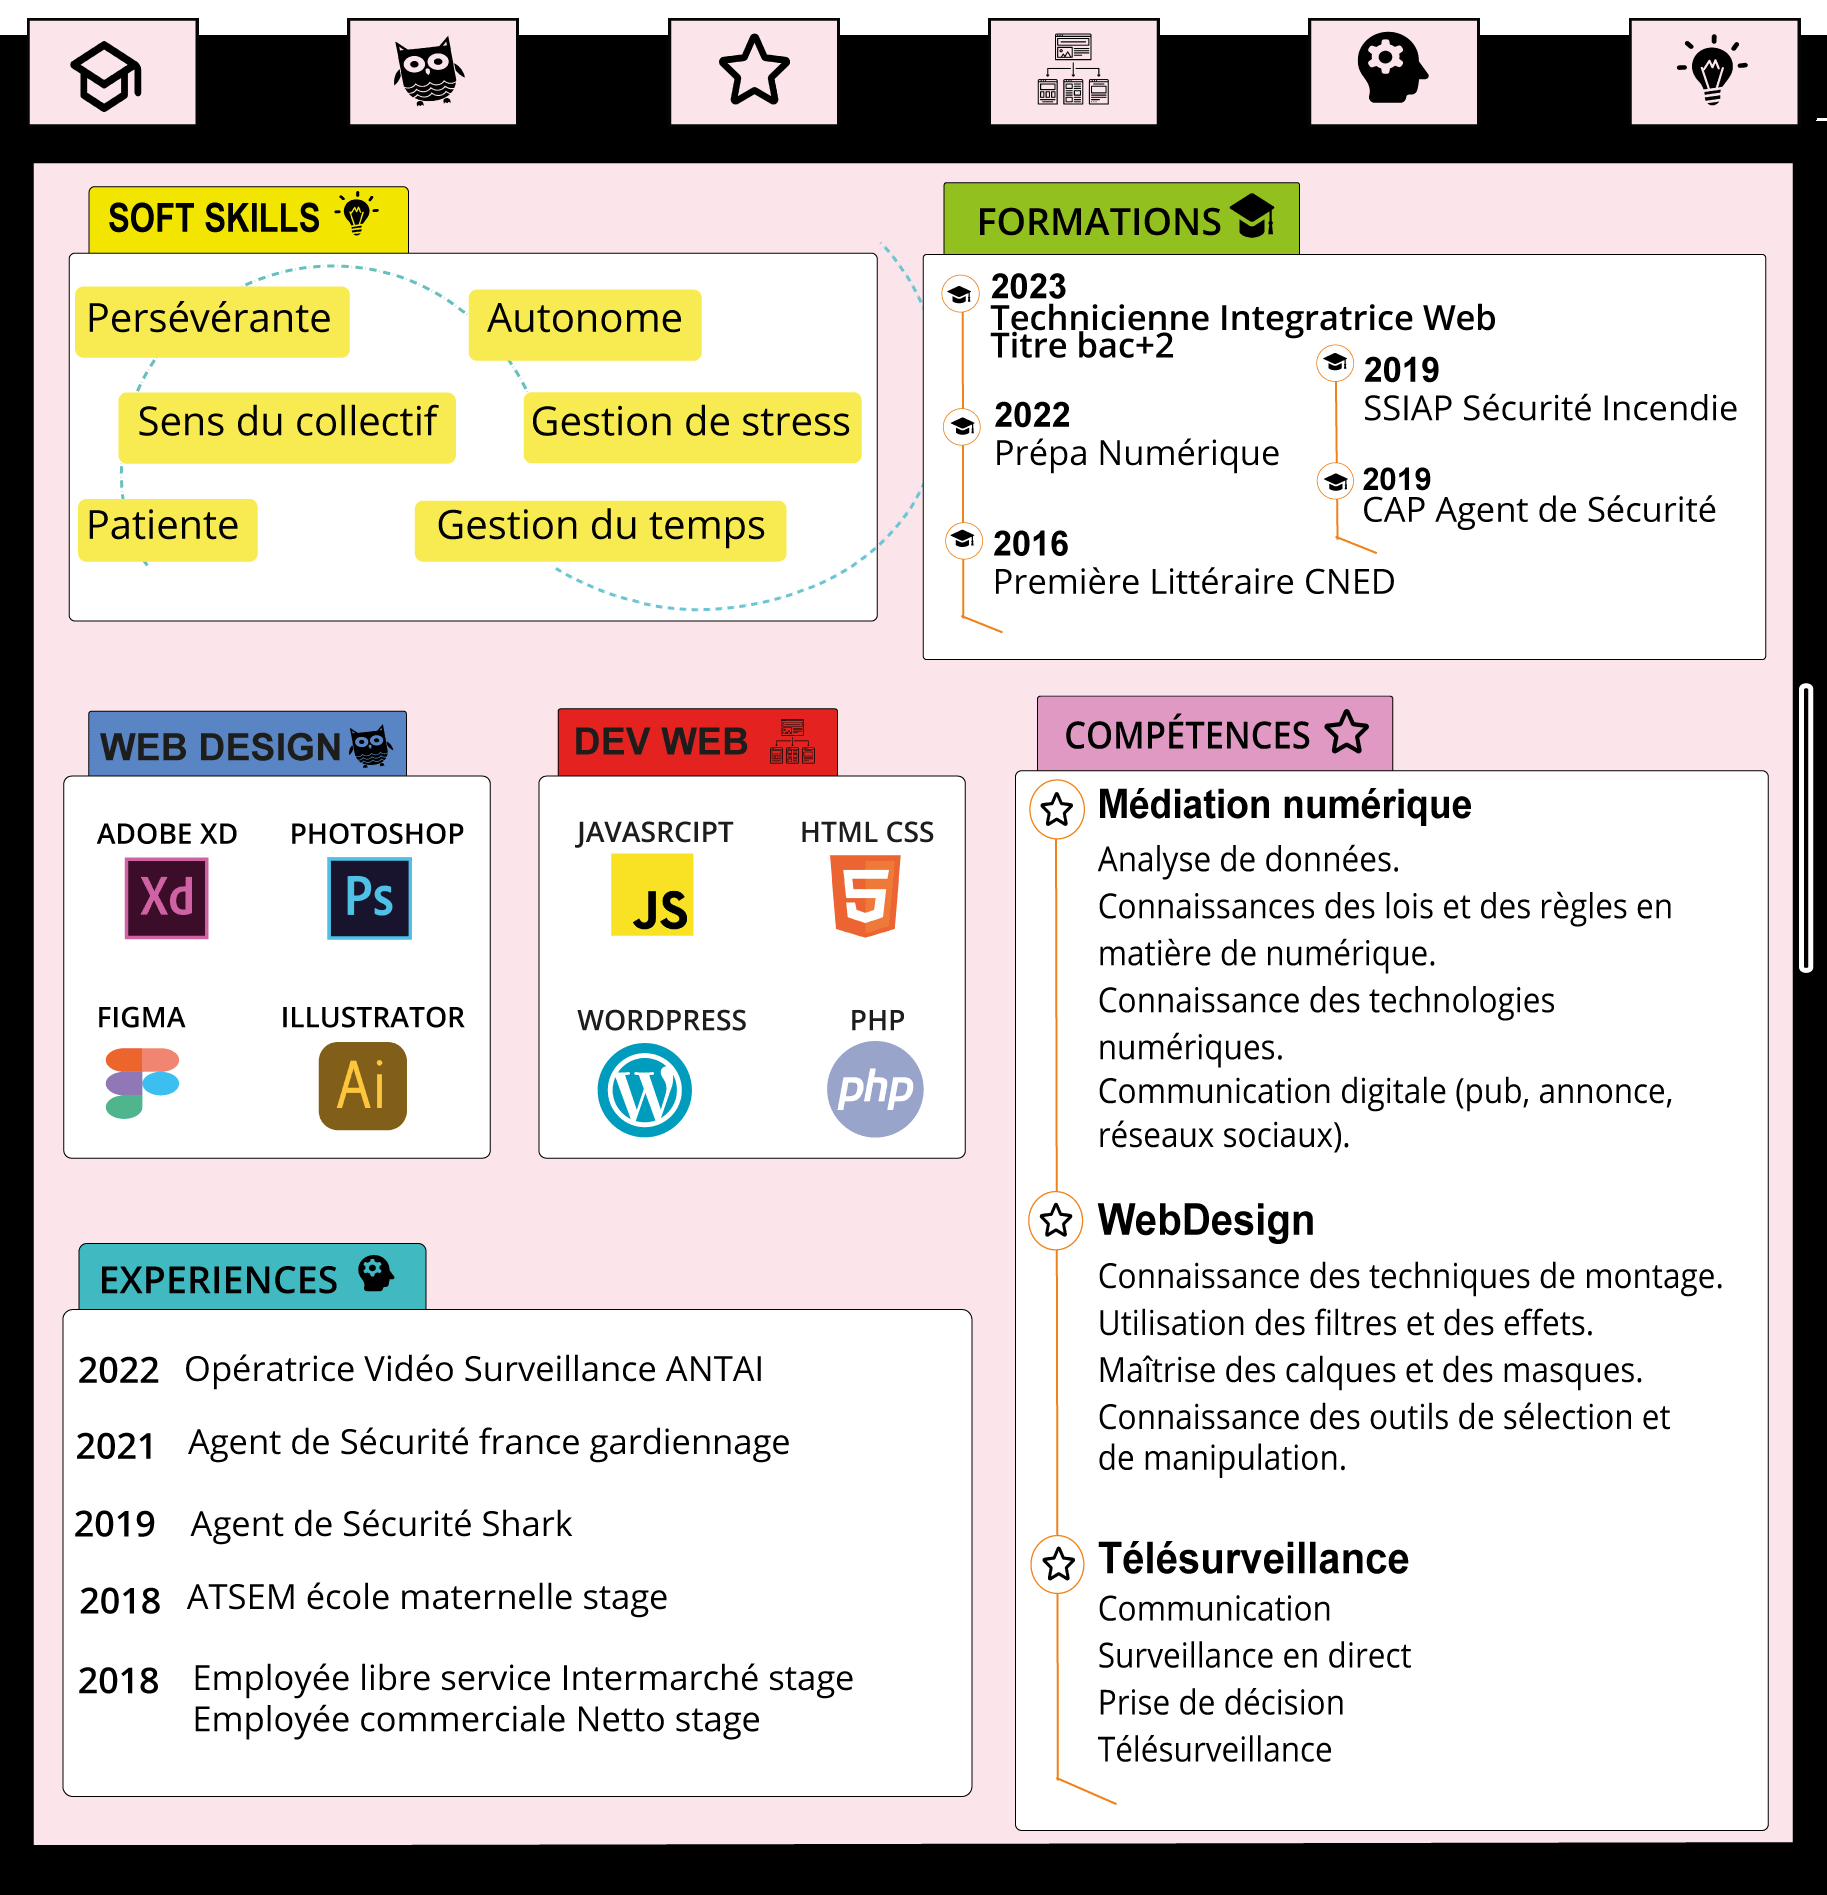 SOFT SKILLS
Persévérante
Autonome
Sens du collectif
Gestion de stress
Patiente
Gestion du temps
FORMATIONS
2023
Technicienne Integratrice Web
Titre bac+2
2022
Prépa Numérique
2016
Première Littéraire CNED
2019
SSIAP Sécurité Incendie
2019
CAP Agent de Sécurité
WEB DESIGN
ADOBE XD
Xd
PHOTOSHOP
Ps
FIGMA
ILLUSTRATOR
Ai
DEV WEB
JAVASRCIPT
JS
HTML CSS
5
WORDPRESS
W
PHP
php
COMPÉTENCES
Médiation numérique
Analyse de données.
Connaissances des lois et des règles en
matière de numérique.
Connaissance des technologies
numériques.
Communication digitale (pub, annonce,
réseaux sociaux).
WebDesign
Connaissance des techniques de montage.
Utilisation des filtres et des effets.
Maîtrise des calques et des masques.
Connaissance des outils de sélection et
de manipulation.
Télésurveillance
Communication
Surveillance en direct
Prise de décision
Télésurveillance
EXPERIENCES
2022 Opératrice Vidéo Surveillance ANTAI
2021 Agent de Sécurité france gardiennage
2019 Agent de Sécurité Shark
2018 ATSEM école maternelle stage
2018 Employée libre service Intermarché stage
Employée commerciale Netto stage